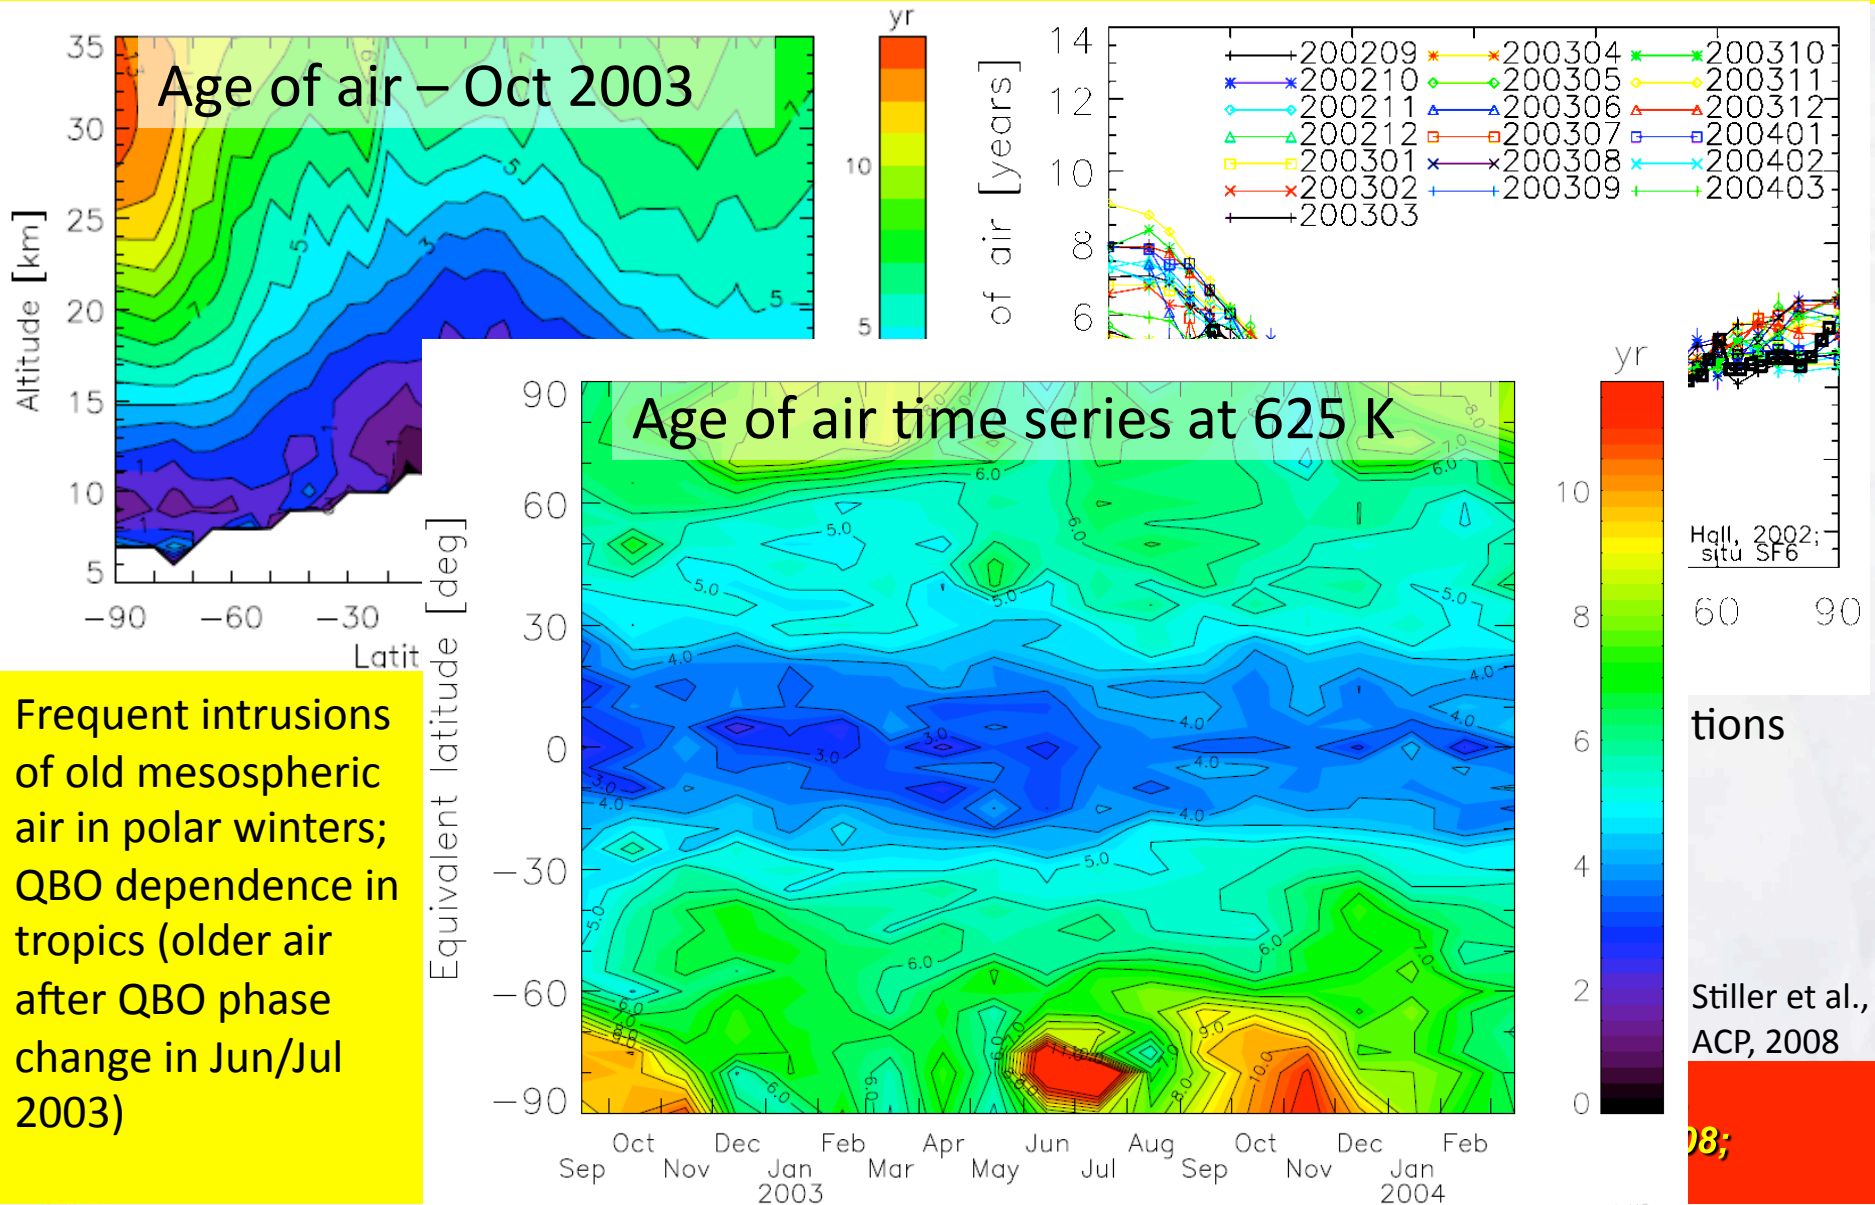 yr
Age of air – Oct 2003
35
30
25
20
15
10
5
Altitude [km]
-90
-60
-30
Latit
10
5
of air [years]
14
12
10
8
6
200209
200210
200211
200212
200301
200302
200303
200304
200305
200306
200307
200308
200309
200310
200311
200312
200401
200402
200403
Hall, 2002;
situ SF6
60
90
Age of air time series at 625 K
yr
90
60
30
0
-30
-60
-90
Equivalent latitude [deg]
10
8
6
4
2
0
Oct
Dec
Feb
Apr
Jun
Aug
Oct
Dec
Feb
Sep
Nov
Jan
Mar
May
Jul
Sep
Nov
Jan
2003
2004
Frequent intrusions
of old mesospheric
air in polar winters;
QBO dependence in
tropics (older air
after QBO phase
change in Jun/Jul
2003)
tions
Stiller et al.,
ACP, 2008
08;